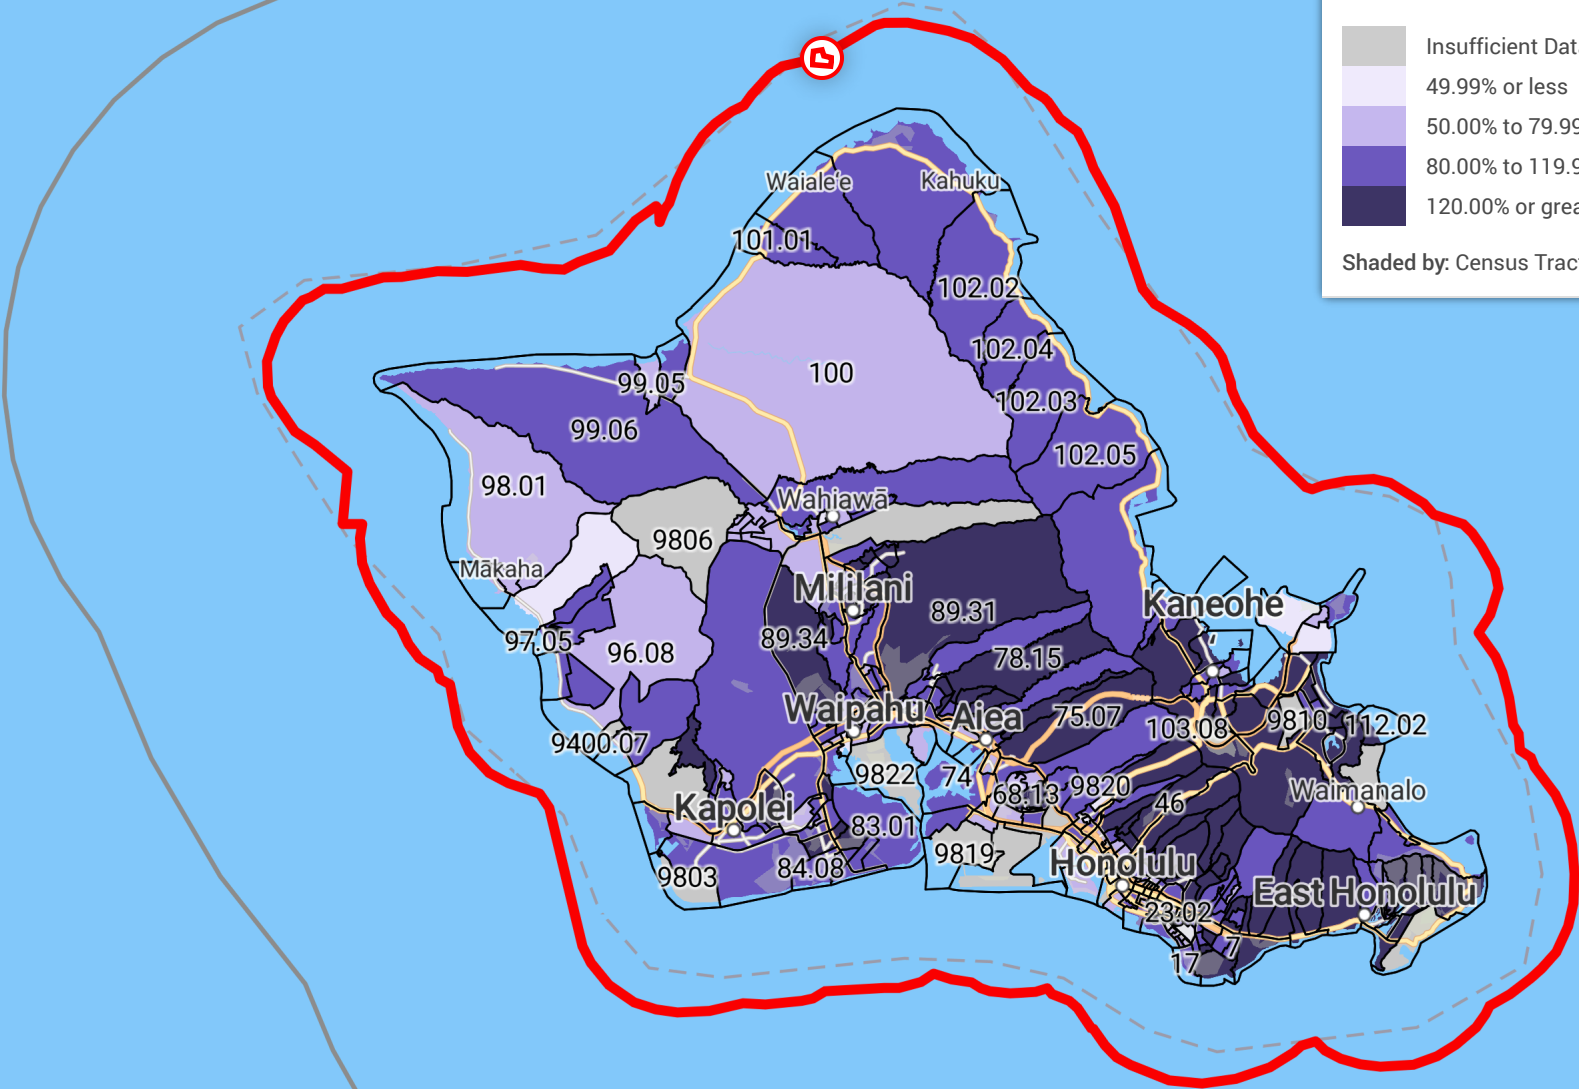 Insufficient Dat
49.99% or less
50.00% to 79.99
80.00% to 119.9
120.00% or grea
Shaded by: Census Trac
Waiale'e
Kahuku
101.01
102.02
102.04
100
99.05
102.03
99.06
102.05
98.01
Wahiawā
9806
Mākaha
Mililani
Kaneohe
89.31
97.05
89.34
96.08
78.15
Waipahu
Aiea
75.07
103.08
9810
112.02
9400.07
9822
74
68.13
9820
Waimanalo
46
Kapolei
83.01
9819
Honolulu
84.08
9803
East Honolulu
23.02
7
17